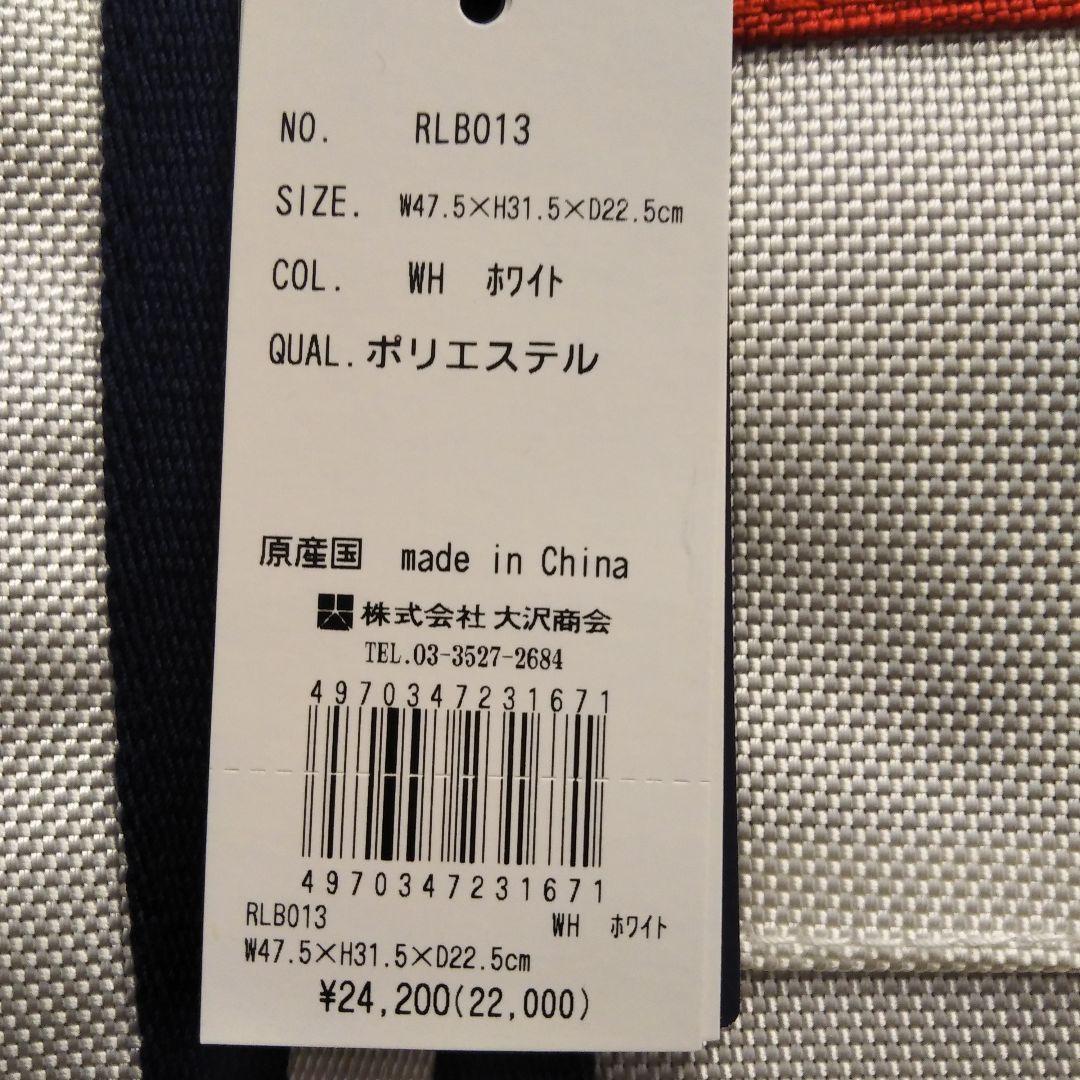 NO. RLB013
SIZE. W47.5×H31.5×D22.5cm
COL. WH ﾎﾜｲﾄ
QUAL. ポリエステル
原産国 made in China
株式会社 大沢商会
TEL.03-3527-2684
4970347231671
4970347231671
RLB013 WH ﾎﾜｲﾄ
W47.5×H31.5×D22.5cm
¥24,200(22,000)